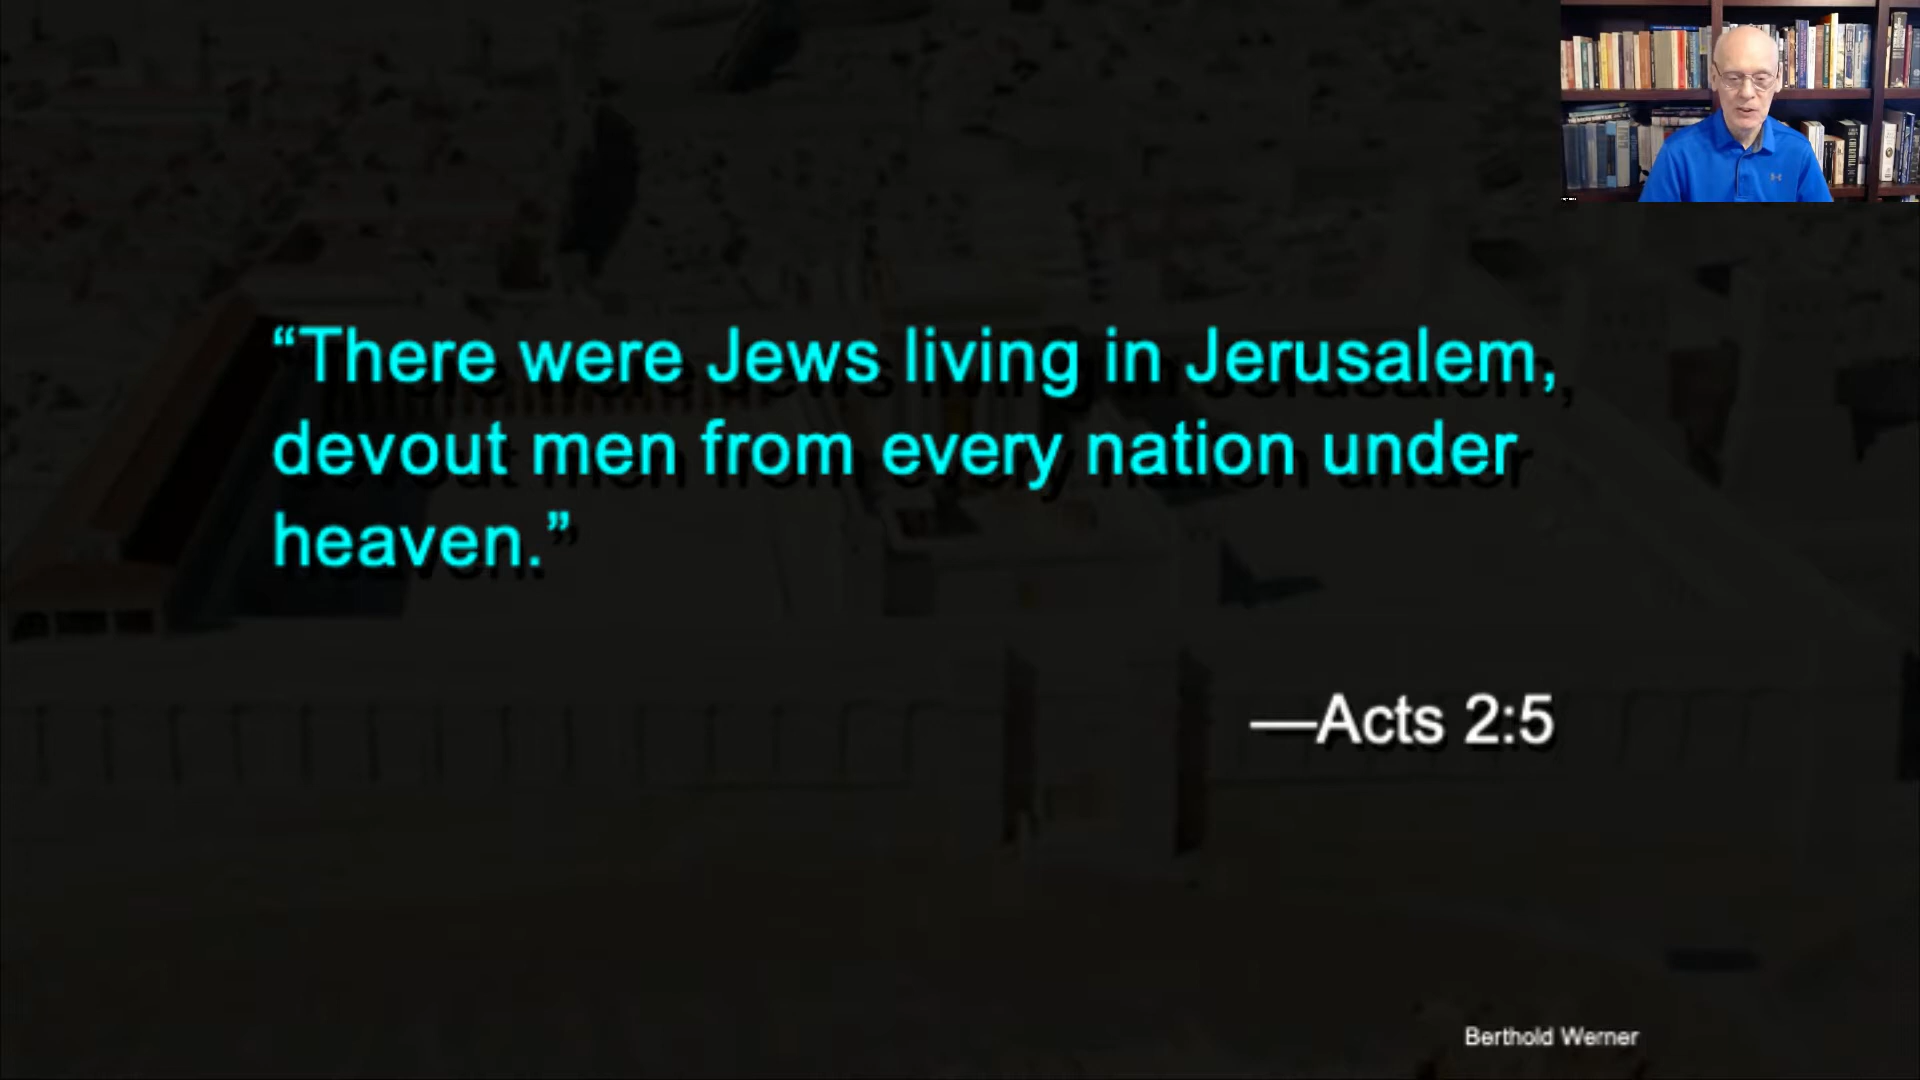 “There were Jews living in Jerusalem,
devout men from every nation under
heaven.”
—Acts 2:5
Berthold Werner